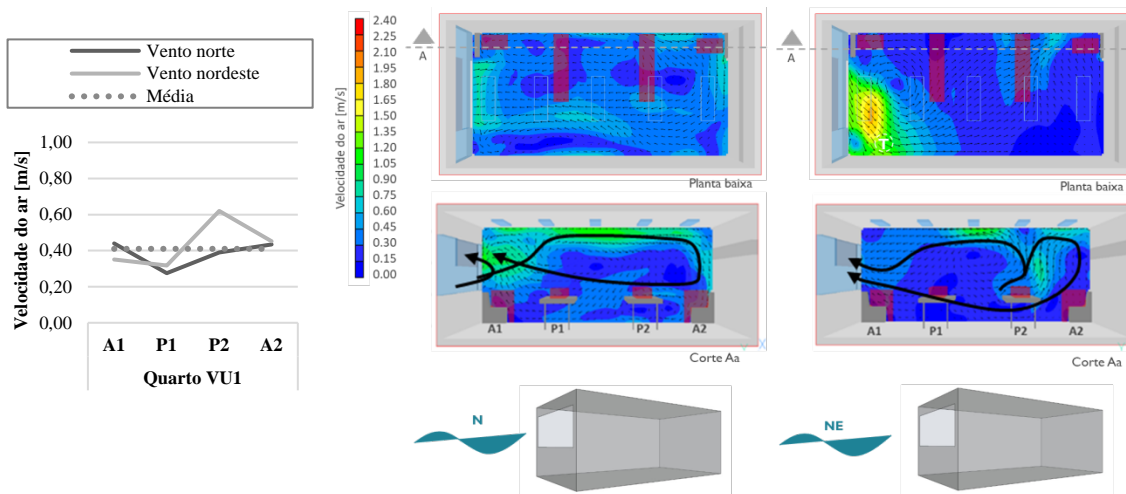 Vento norte
Vento nordeste
Média
Velocidade do ar [m/s]
1,00
0,80
0,60
0,40
0,20
0,00
A1 P1 P2 A2
Quarto VU1
Velocidade do ar [m/s]
2.40
2.25
2.10
1.95
1.80
1.65
1.50
1.35
1.20
1.05
0.90
0.75
0.60
0.45
0.30
0.15
0.00
A
Planta baixa
A1 P1 P2 A2
Corte Aa
N
A
Planta baixa
A1 P1 P2 A2
Corte Aa
NE